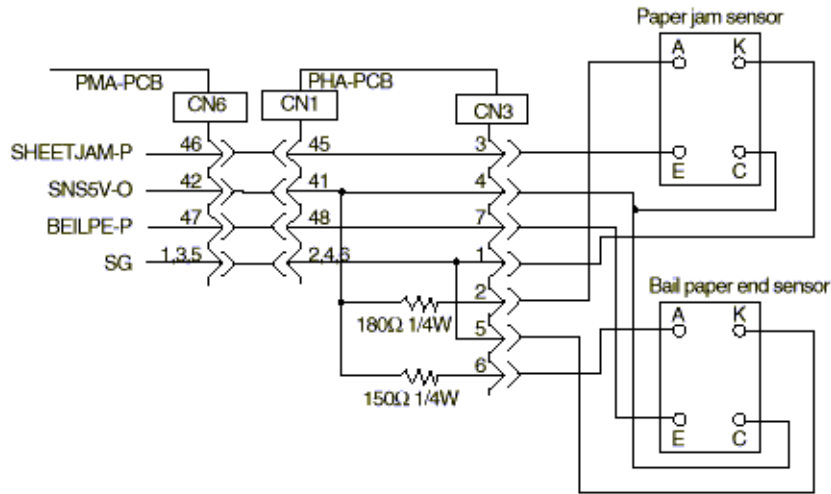 Paper jam sensor
A K
E C
PMA-PCB
PHA-PCB
CN6
CN1
CN3
SHEETJAM-P 46 45 3
SNS5V-O 42 41 4
BEILPE-P 47 48 7
SG 1,3,5 2,4,6 1
2
180Ω 1/4W
5
6
150Ω 1/4W
Bail paper end sensor
A K
E C